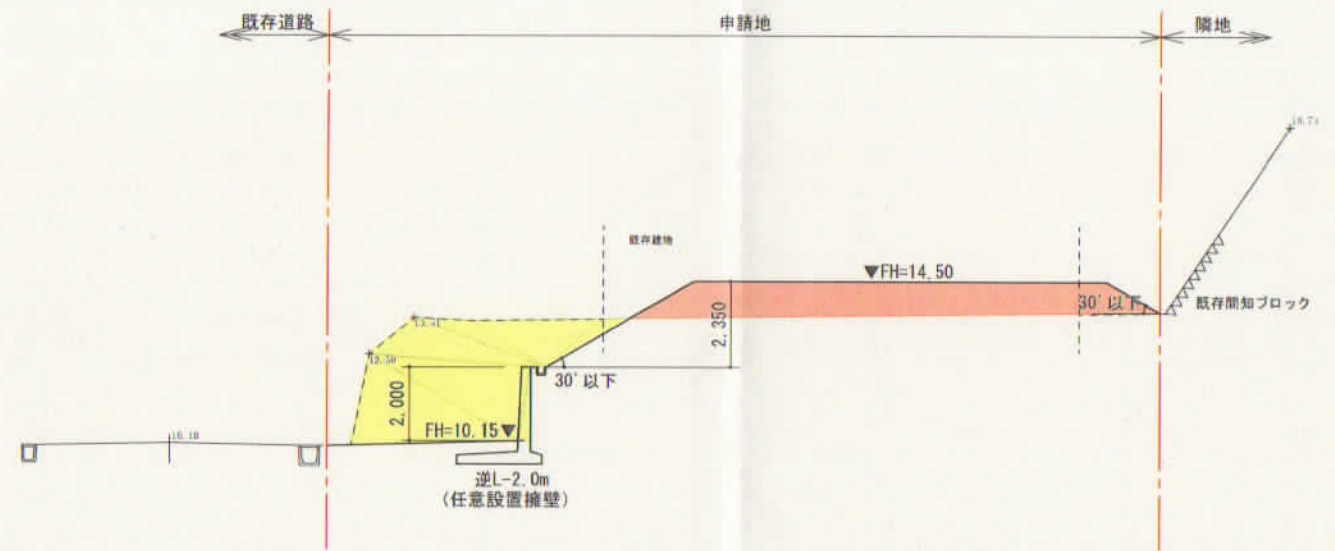 既存道路
申請地
隣地
既存建物
▼FH=14.50
30°以下
既存間知ブロック
2.350
12.50
30°以下
2.000
FH=10.15▼
10.10
逆L-2.0m
(任意設置擁壁)